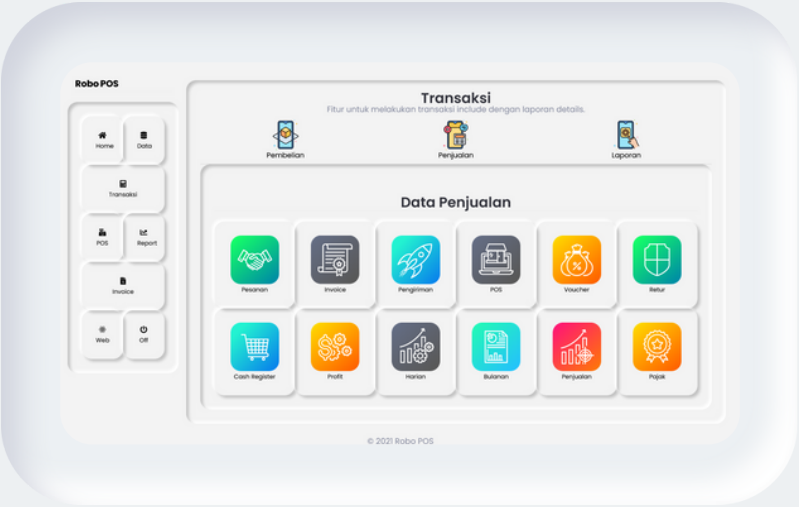 Robo POS
Home
Data
Transaksi
POS
Report
Invoice
Web
Off
Transaksi
Fitur untuk melakukan transaksi include dengan laporan details.
Pembelian
Penjualan
Laporan
Data Penjualan
Pesanan
Invoice
Pengiriman
POS
Voucher
Retur
Cash Register
Profit
Harian
Bulanan
Penjualan
Pajak
© 2021 Robo POS